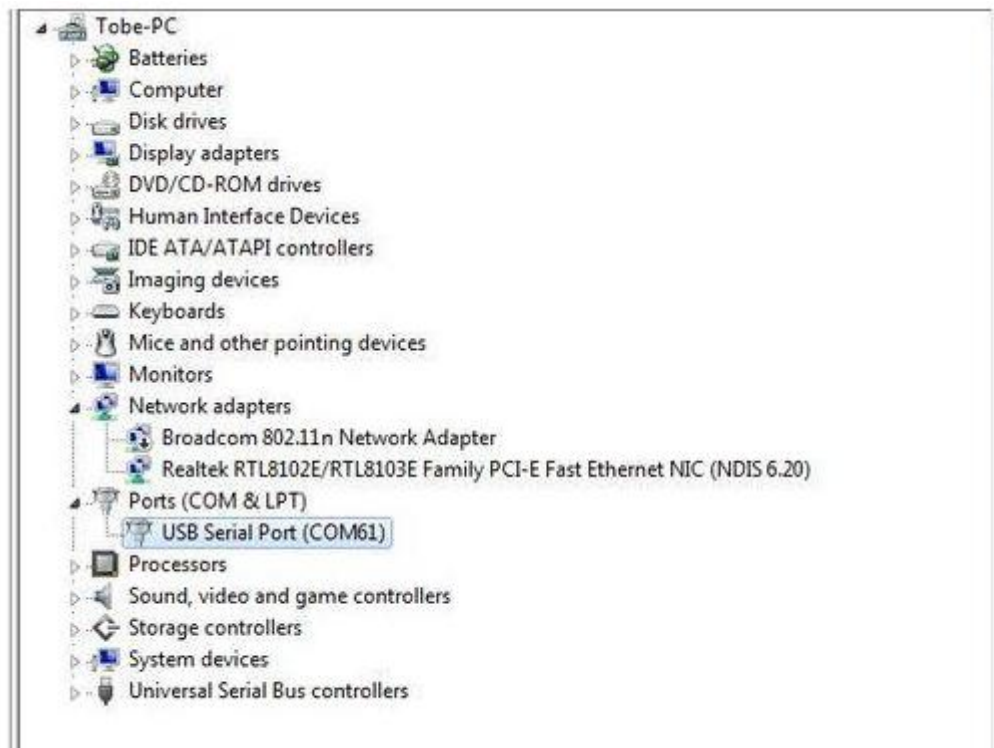 Tobe-PC
Batteries
Computer
Disk drives
Display adapters
DVD/CD-ROM drives
Human Interface Devices
IDE ATA/ATAPI controllers
Imaging devices
Keyboards
Mice and other pointing devices
Monitors
Network adapters
Broadcom 802.11n Network Adapter
Realtek RTL8102E/RTL8103E Family PCI-E Fast Ethernet NIC (NDIS 6.20)
Ports (COM & LPT)
USB Serial Port (COM61)
Processors
Sound, video and game controllers
Storage controllers
System devices
Universal Serial Bus controllers